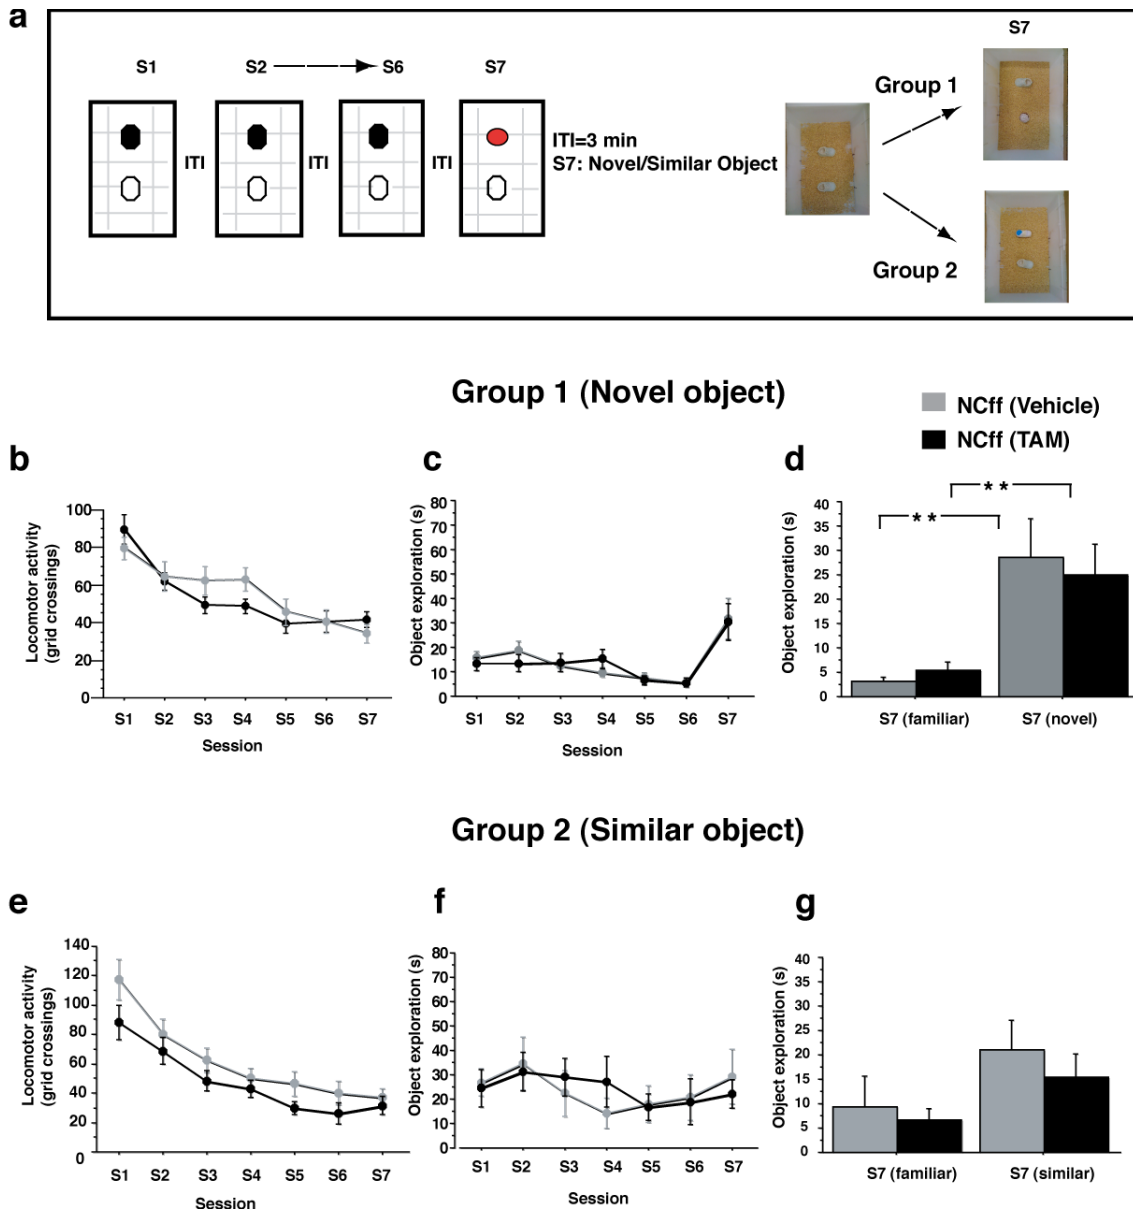 a
S1 S2 S6 S7
ITI ITI ITI
ITI=3 min
S7: Novel/Similar Object
Group 1
Group 2
S7
Group 1 (Novel object)
NCff (Vehicle)
NCff (TAM)
b
Locomotor activity
(grid crossings)
100
80
60
40
20
0
S1 S2 S3 S4 S5 S6 S7
Session
c
Object exploration (s)
80
70
60
50
40
30
20
10
0
S1 S2 S3 S4 S5 S6 S7
Session
d
Object exploration (s)
40
35
30
25
20
15
10
5
0
* *
* *
S7 (familiar) S7 (novel)
Group 2 (Similar object)
e
Locomotor activity
(grid crossings)
140
120
100
80
60
40
20
0
S1 S2 S3 S4 S5 S6 S7
Session
f
Object exploration (s)
80
70
60
50
40
30
20
10
0
S1 S2 S3 S4 S5 S6 S7
Session
g
Object exploration (s)
40
35
30
25
20
15
10
5
0
S7 (familiar) S7 (similar)